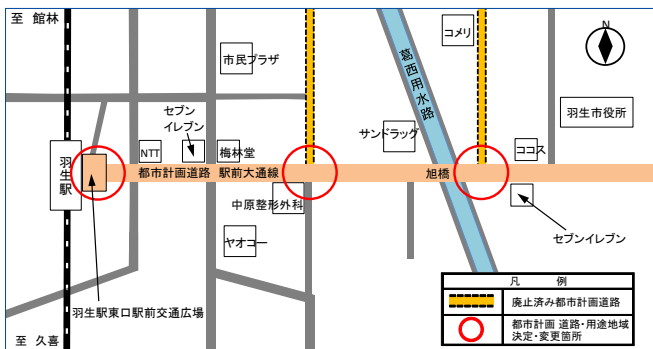 至 館林
コメリ
N
市民プラザ
葛西用水路
セブン
イレブン
サンドラッグ
羽生市役所
羽生駅
NTT
梅林堂
ココス
都市計画道路 駅前大通線
旭橋
中原整形外科
ヤオコー
セブンイレブン
凡 例
廃止済み都市計画道路
羽生駅東口駅前交通広場
都市計画 道路・用途地域
決定・変更箇所
至 久喜